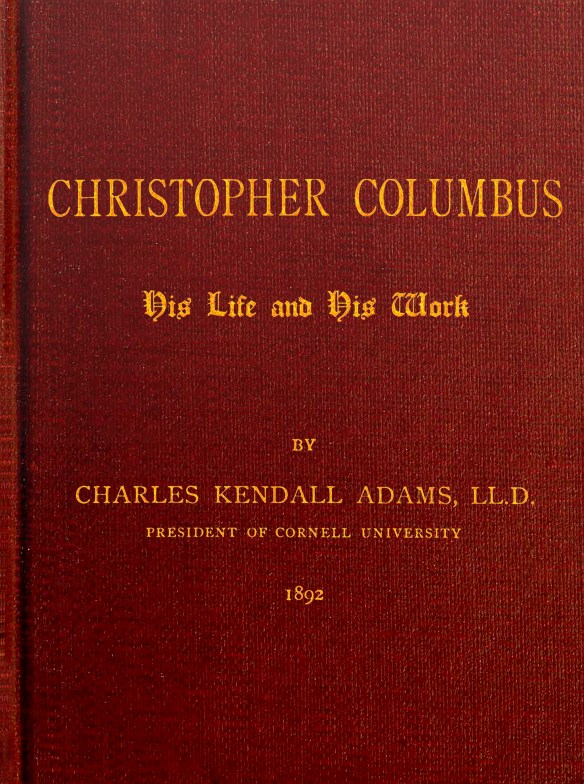 CHRISTOPHER COLUMBUS
His Life and His Work
BY
CHARLES KENDALL ADAMS, LL.D.
PRESIDENT OF CORNELL UNIVERSITY
1892